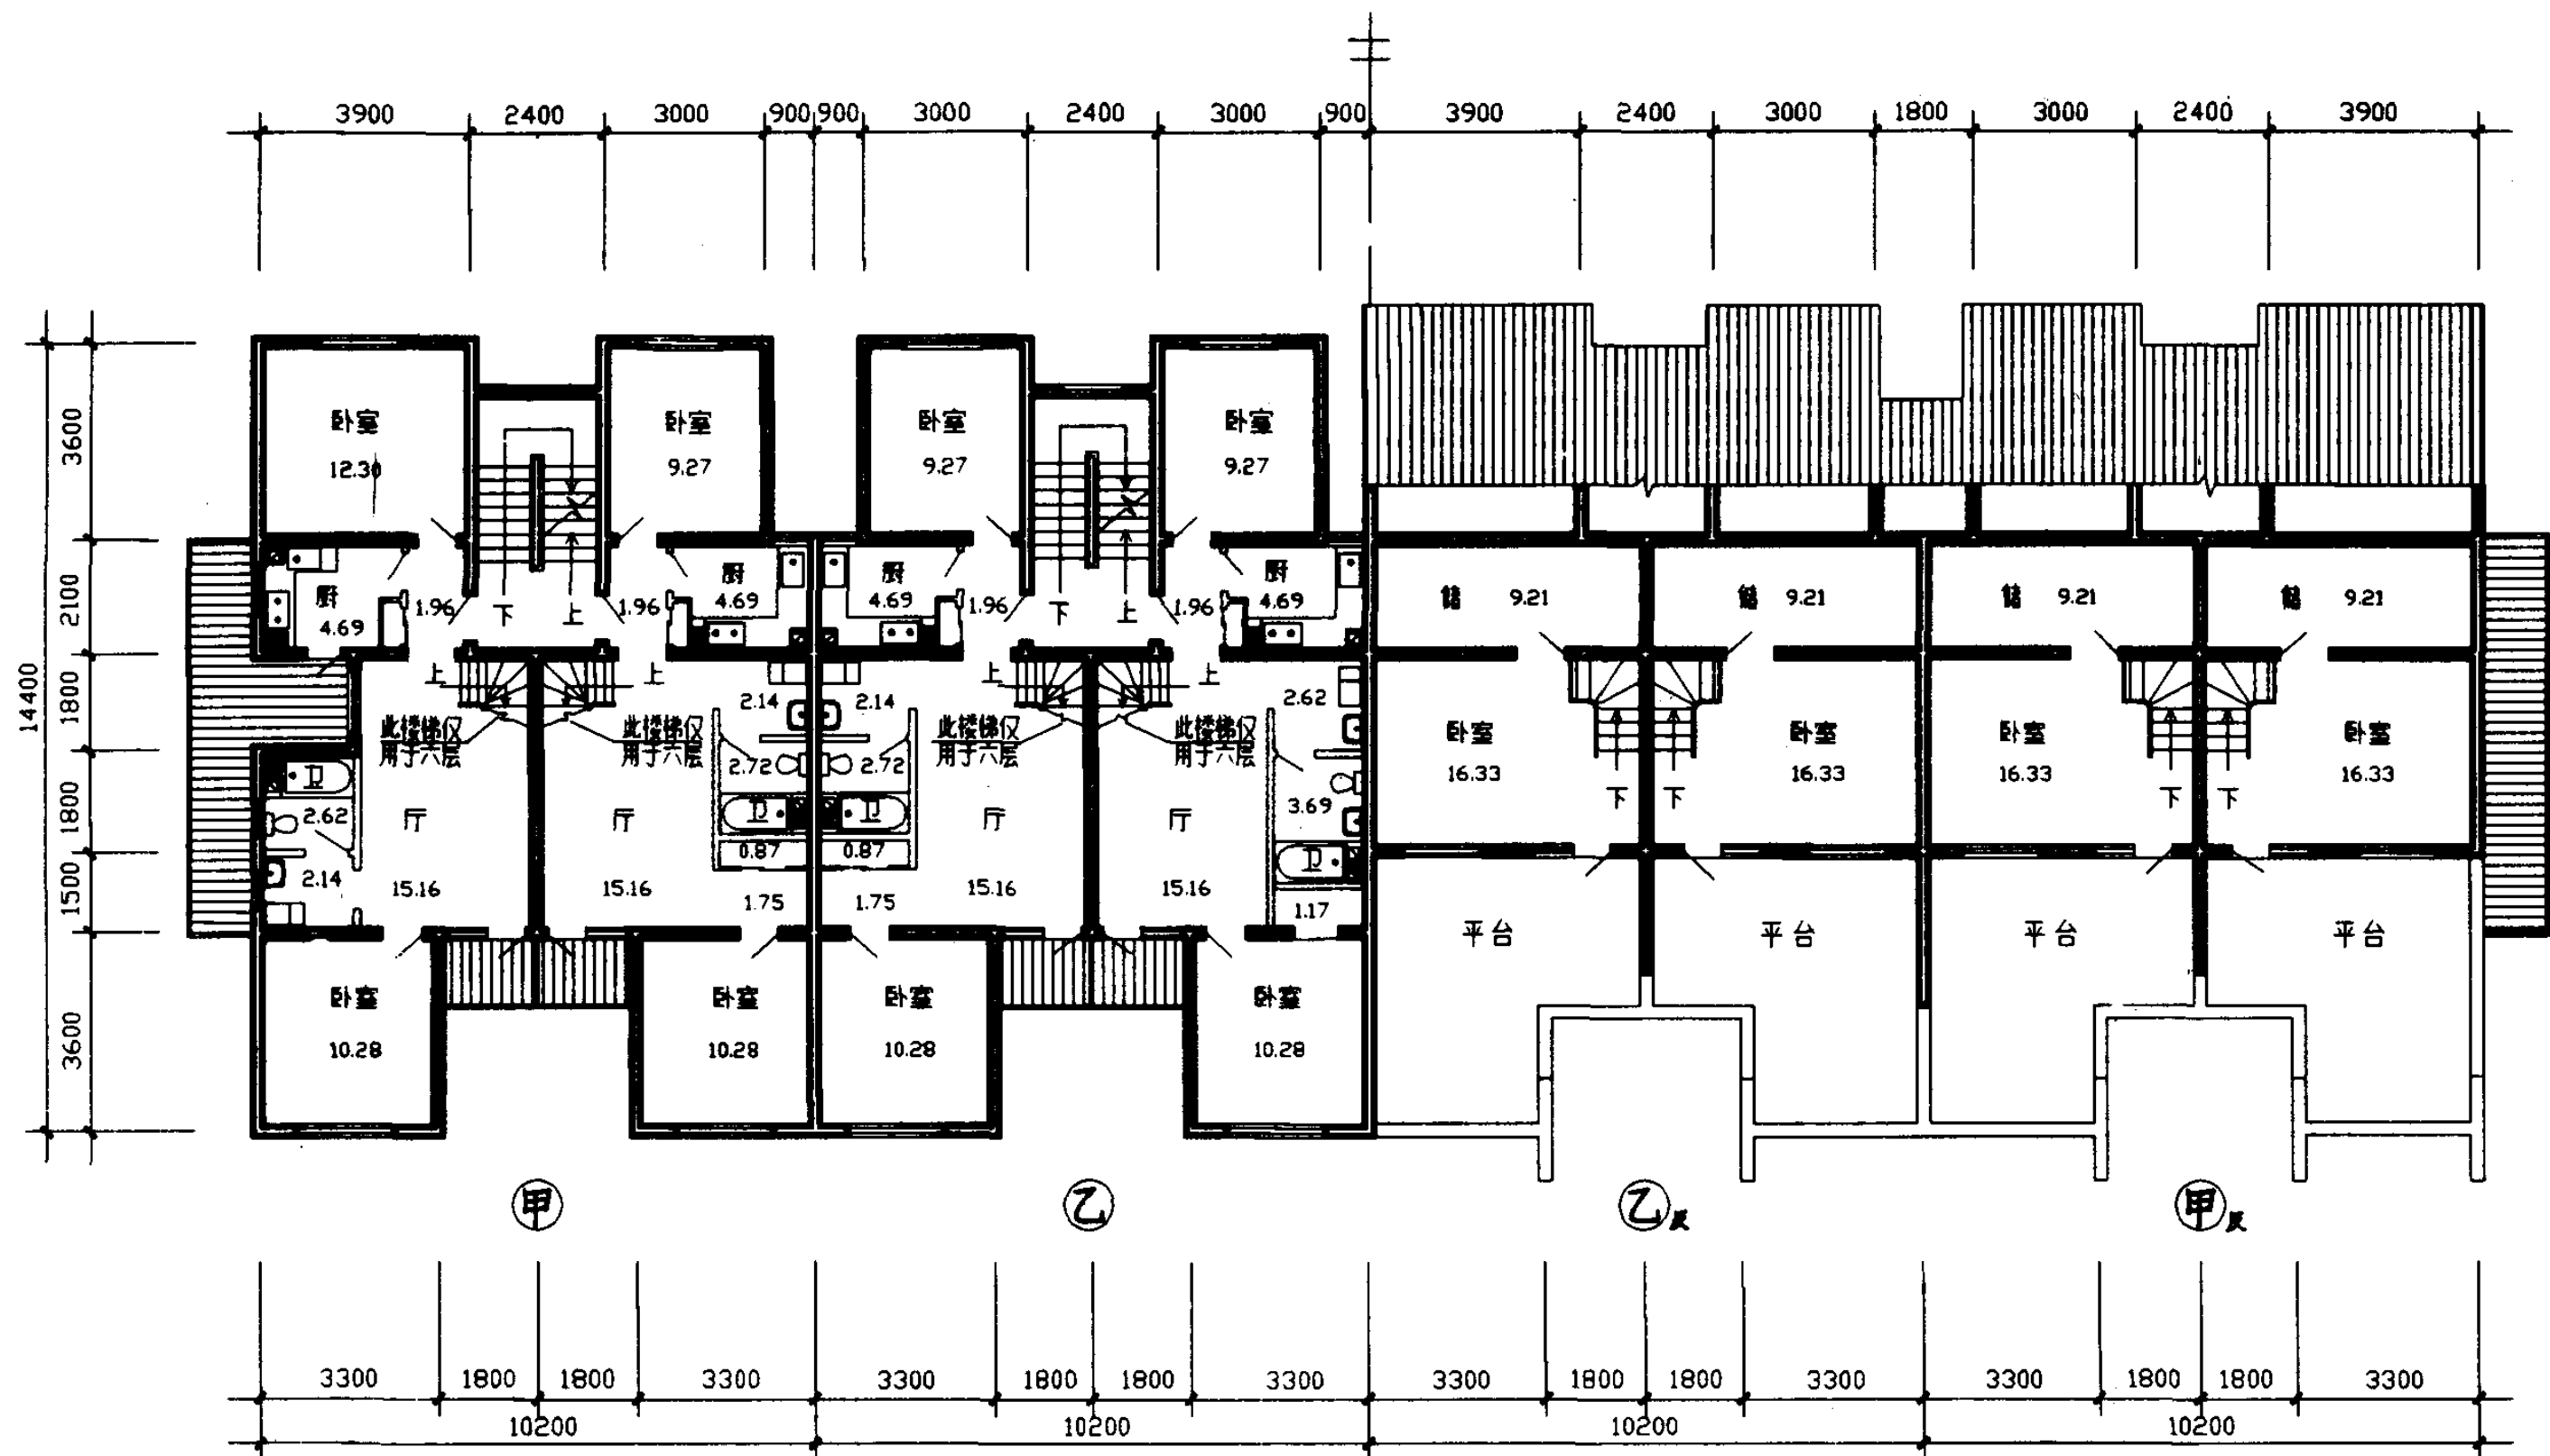 3900 2400 3000 900 900 3000 2400 3000 900 3900 2400 3000 1800 3000 2400 3900
14400
3600
2100
1800
1800
1500
3600
卧室 卧室 卧室 卧室
12.30 9.27 9.27 9.27
厨 厨 厨 厨
4.69 1.96 下 上 1.96 4.69 4.69 1.96 下 上 1.96 4.69
储 9.21 储 9.21 储 9.21 储 9.21
上 上 上 上
2.14 2.14 2.62
此楼梯仅 此楼梯仅 此楼梯仅 此楼梯仅
用于六层 用于六层 用于六层 用于六层
卧室 卧室 卧室 卧室
16.33 16.33 16.33 16.33
卫 2.72 2.72
下 下 下 下
2.62 厅 厅 卫 卫 厅 厅 3.69
0.87 0.87 卫
2.14 15.16 15.16 1.75 1.75 15.16 15.16 1.17
平台 平台 平台 平台
卧室 卧室 卧室 卧室
10.28 10.28 10.28 10.28
甲 乙 乙反 甲反
3300 1800 1800 3300 3300 1800 1800 3300 3300 1800 1800 3300 3300 1800 1800 3300
10200 10200 10200 10200